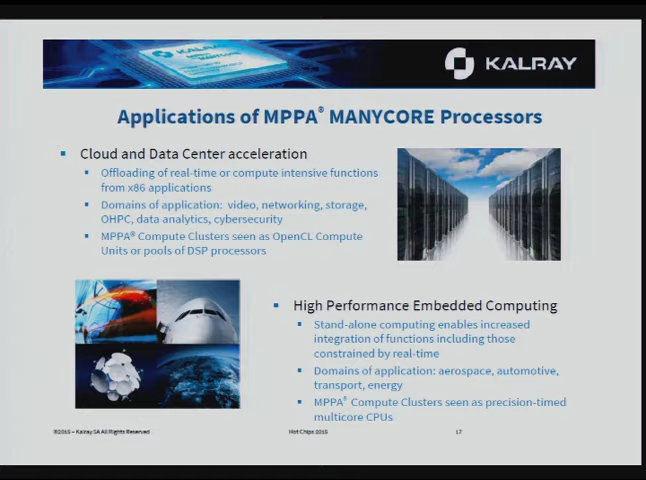 KALRAY
KALRAY
Applications of MPPA® MANYCORE Processors
▪ Cloud and Data Center acceleration
▪ Offloading of real-time or compute intensive functions
from x86 applications
▪ Domains of application: video, networking, storage,
OHPC, data analytics, cybersecurity
▪ MPPA® Compute Clusters seen as OpenCL Compute
Units or pools of DSP processors
▪ High Performance Embedded Computing
▪ Stand-alone computing enables increased
integration of functions including those
constrained by real-time
▪ Domains of application: aerospace, automotive,
transport, energy
▪ MPPA® Compute Clusters seen as precision-timed
multicore CPUs
©2015 – Kalray SA All Rights Reserved
Hot Chips 2015
17